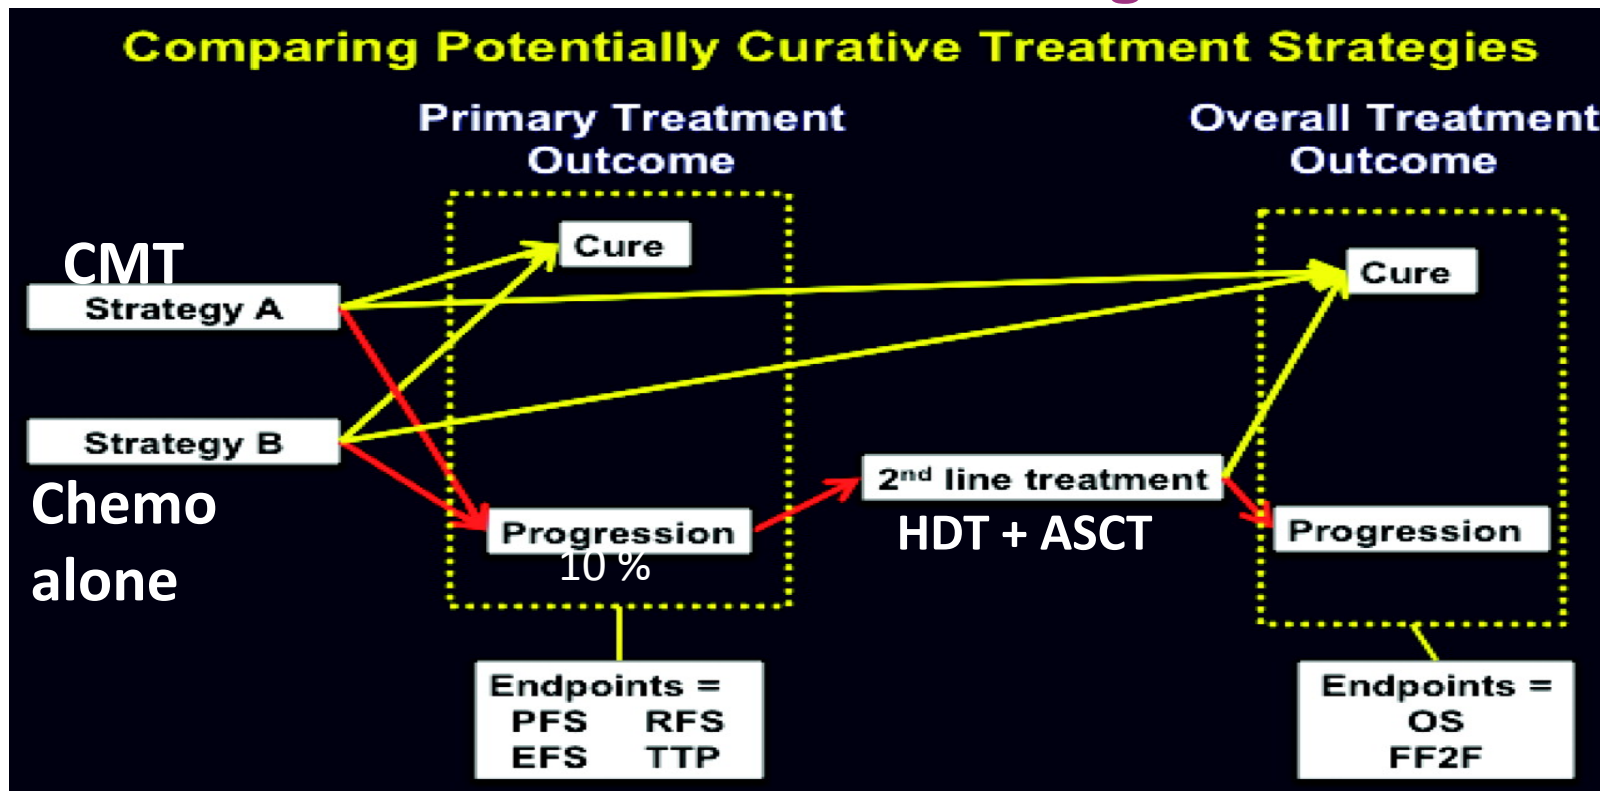 Comparing Potentially Curative Treatment Strategies
Primary Treatment
Outcome
Overall Treatment
Outcome
CMT
Strategy A
Cure
Cure
Strategy B
Chemo
alone
2nd line treatment
HDT + ASCT
Progression
10 %
Progression
Endpoints =
PFS RFS
EFS TTP
Endpoints =
OS
FF2F